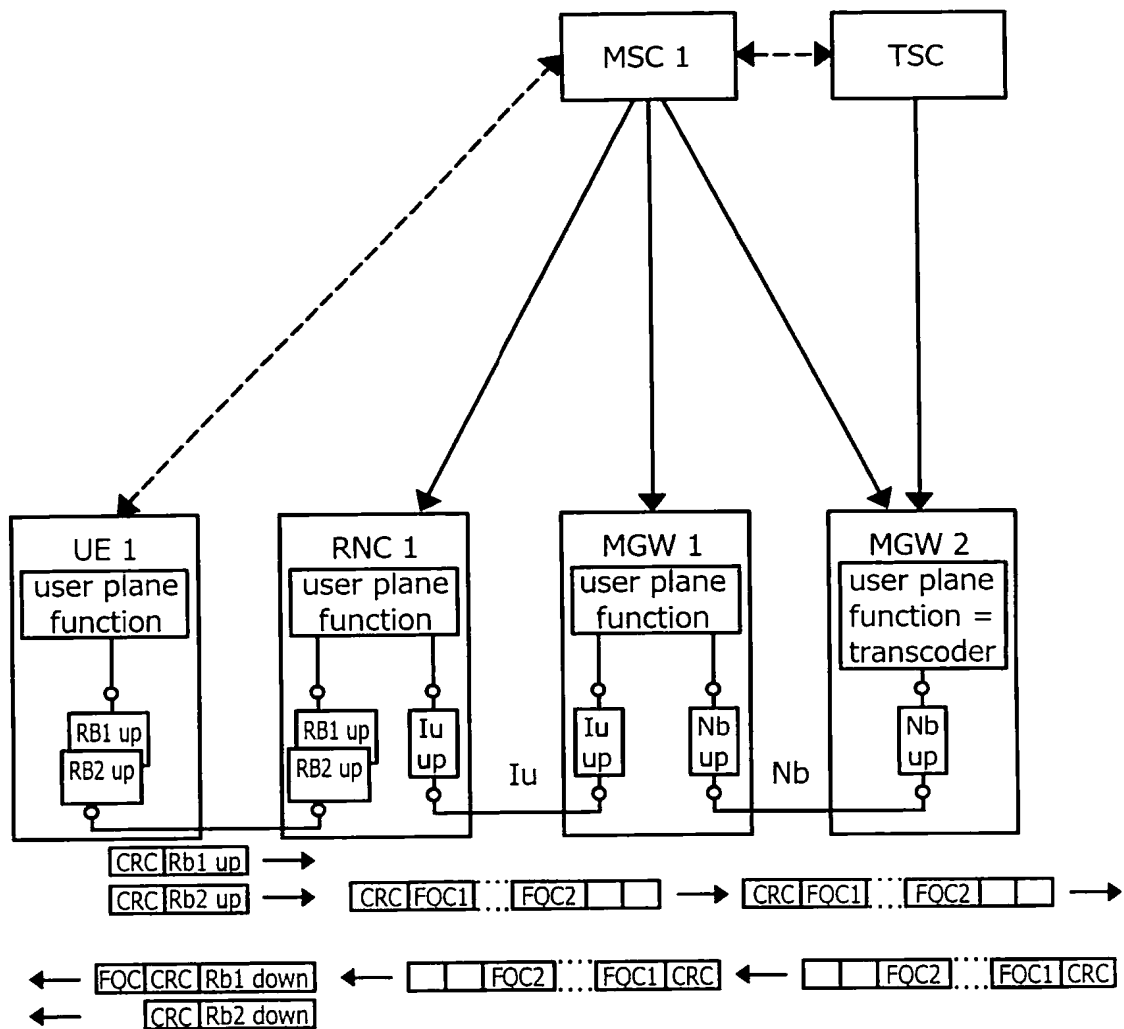 MSC 1
TSC
UE 1
user plane
function
RB1 up
RB2 up
RNC 1
user plane
function
RB1 up
RB2 up
Iu
up
Iu
MGW 1
user plane
function
Iu
up
Nb
up
Nb
MGW 2
user plane
function =
transcoder
Nb
up
CRC Rb1 up
CRC Rb2 up
CRC FQC1 FQC2
CRC FQC1 FQC2
FQC CRC Rb1 down
CRC Rb2 down
FQC2 FQC1 CRC
FQC2 FQC1 CRC